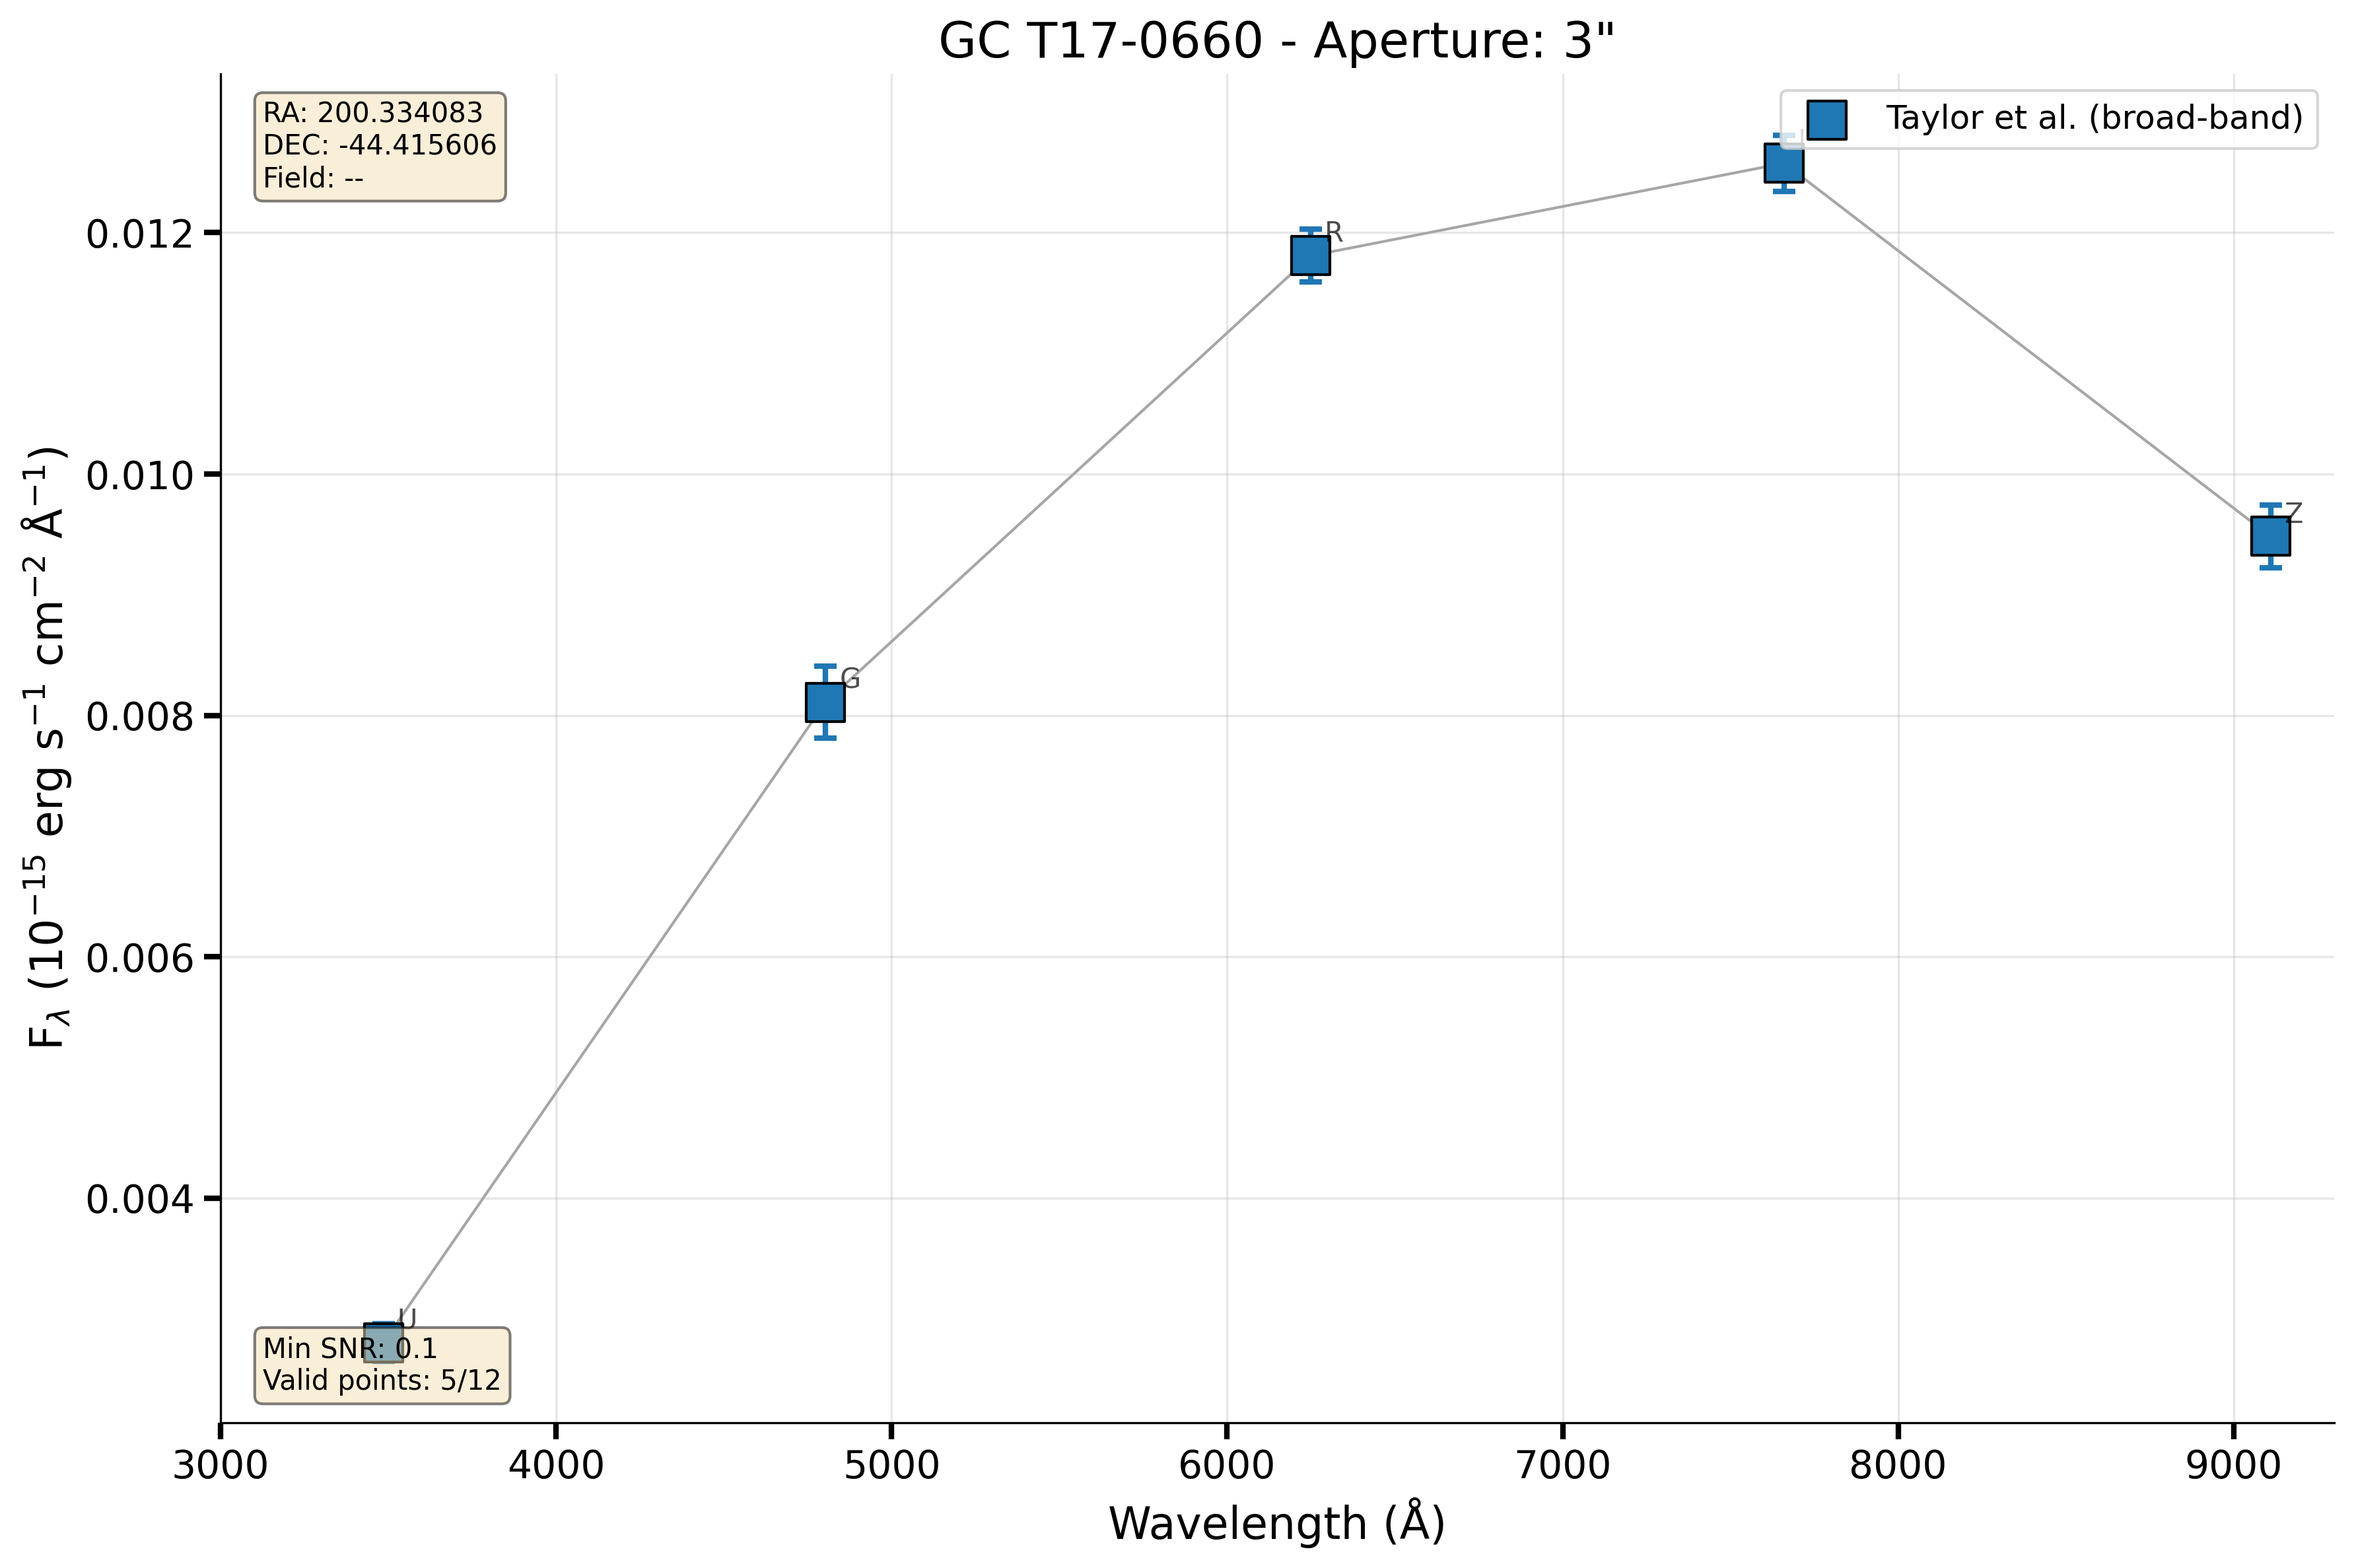 GC T17-0660 - Aperture: 3"
RA: 200.334083
DEC: -44.415606
Field: --
Taylor et al. (broad-band)
I
R
G
Z
U
Min SNR: 0.1
Valid points: 5/12
0.012
0.010
0.008
0.006
0.004
F_λ (10⁻¹⁵ erg s⁻¹ cm⁻² Å⁻¹)
3000 4000 5000 6000 7000 8000 9000
Wavelength (Å)